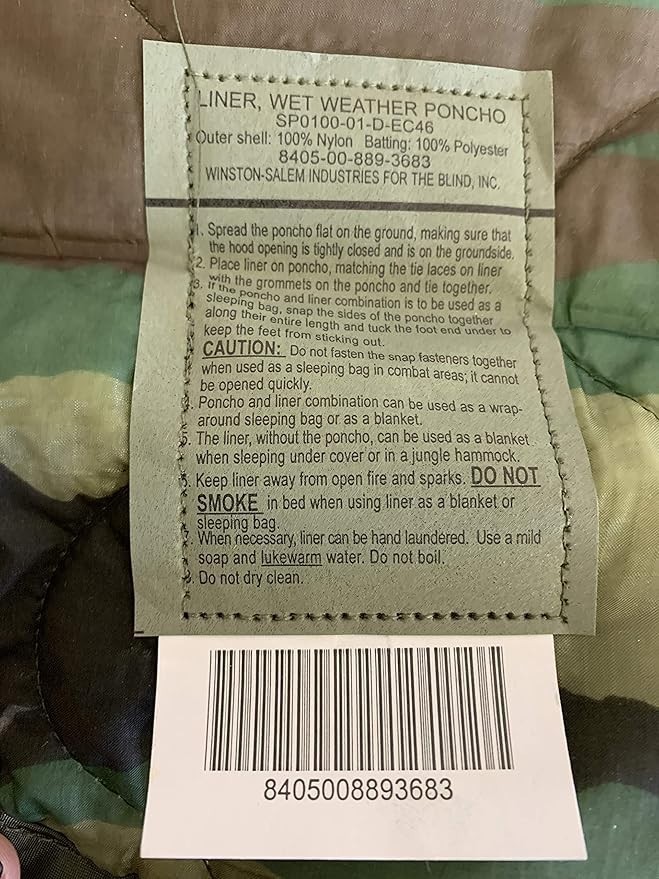 LINER, WET WEATHER PONCHO
SP0100-01-D-EC46
Outer shell: 100% Nylon Batting: 100% Polyester
8405-00-889-3683
WINSTON-SALEM INDUSTRIES FOR THE BLIND, INC.
1. Spread the poncho flat on the ground, making sure that
the hood opening is tightly closed and is on the groundside.
2. Place liner on poncho, matching the tie laces on liner
with the grommets on the poncho and tie together.
3. If the poncho and liner combination is to be used as a
sleeping bag, snap the sides of the poncho together
along their entire length and tuck the foot end under to
keep the feet from sticking out.
CAUTION: Do not fasten the snap fasteners together
when used as a sleeping bag in combat areas; it cannot
be opened quickly.
4. Poncho and liner combination can be used as a wrap-
around sleeping bag or as a blanket.
5. The liner, without the poncho, can be used as a blanket
when sleeping under cover or in a jungle hammock.
6. Keep liner away from open fire and sparks. DO NOT
SMOKE in bed when using liner as a blanket or
sleeping bag.
7. When necessary, liner can be hand laundered. Use a mild
soap and lukewarm water. Do not boil.
8. Do not dry clean.
8405008893683